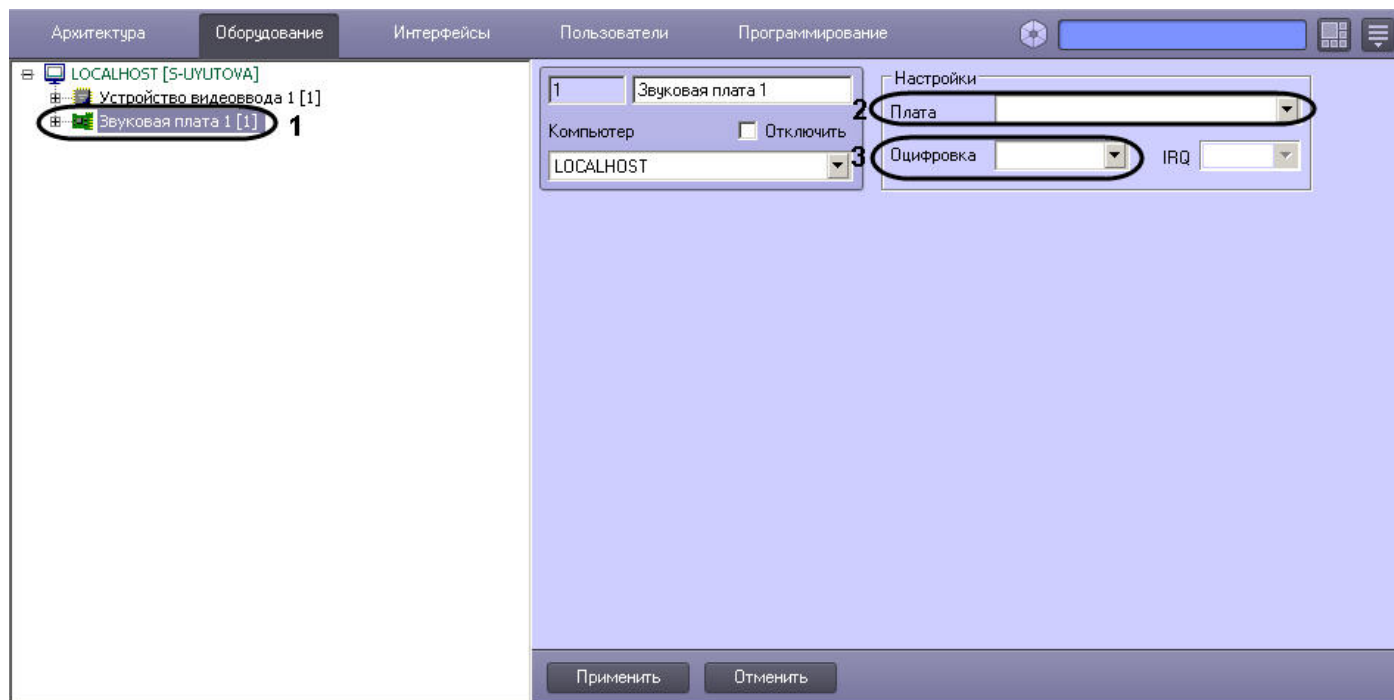 Архитектура Оборудование Интерфейсы Пользователи Программирование
LOCALHOST [S-UYUTOVA]
Устройство видеоввода 1 [1]
Звуковая плата 1 [1] 1
1 Звуковая плата 1
Компьютер Отключить
LOCALHOST
Настройки
2 Плата
3 Оцифровка IRQ
Применить Отменить